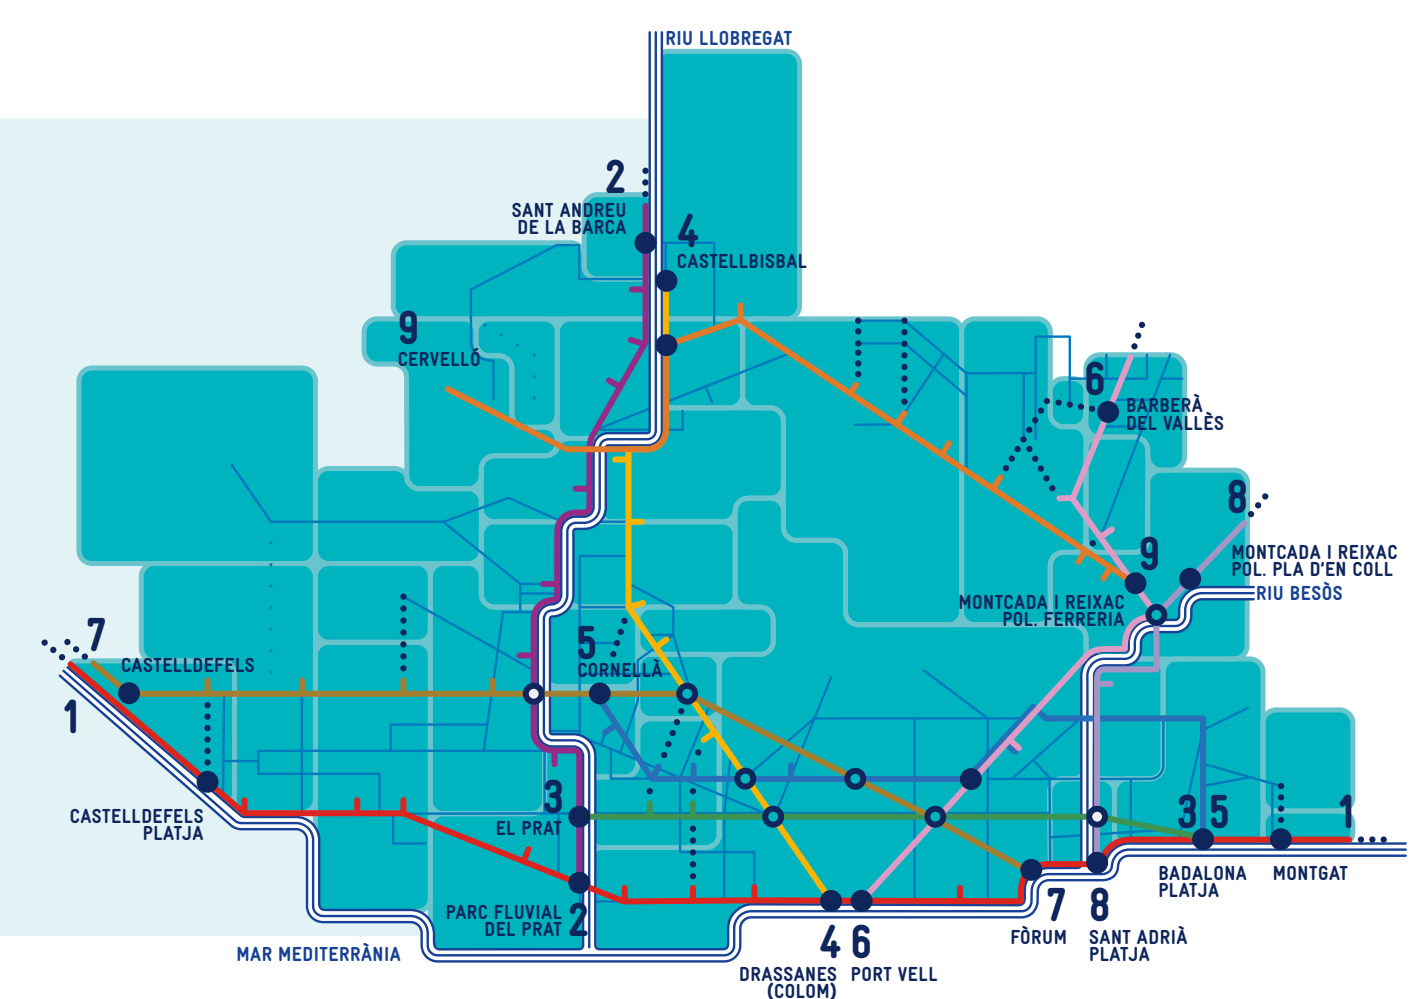 RIU LLOBREGAT
2
SANT ANDREU
DE LA BARCA
4
CASTELLBISBAL
9
CERVELLÓ
6
BARBERÀ
DEL VALLÈS
8
MONTCADA I REIXAC
POL. PLA D'EN COLL
RIU BESÒS
9
MONTCADA I REIXAC
POL. FERRERIA
7
CASTELLDEFELS
1
5
CORNELLÀ
CASTELLDEFELS
PLATJA
3
EL PRAT
3 5
BADALONA
PLATJA
1
MONTGAT
PARC FLUVIAL
DEL PRAT 2
7
FÒRUM
8
SANT ADRIÀ
PLATJA
MAR MEDITERRÀNIA
4
DRASSANES
(COLOM)
6
PORT VELL